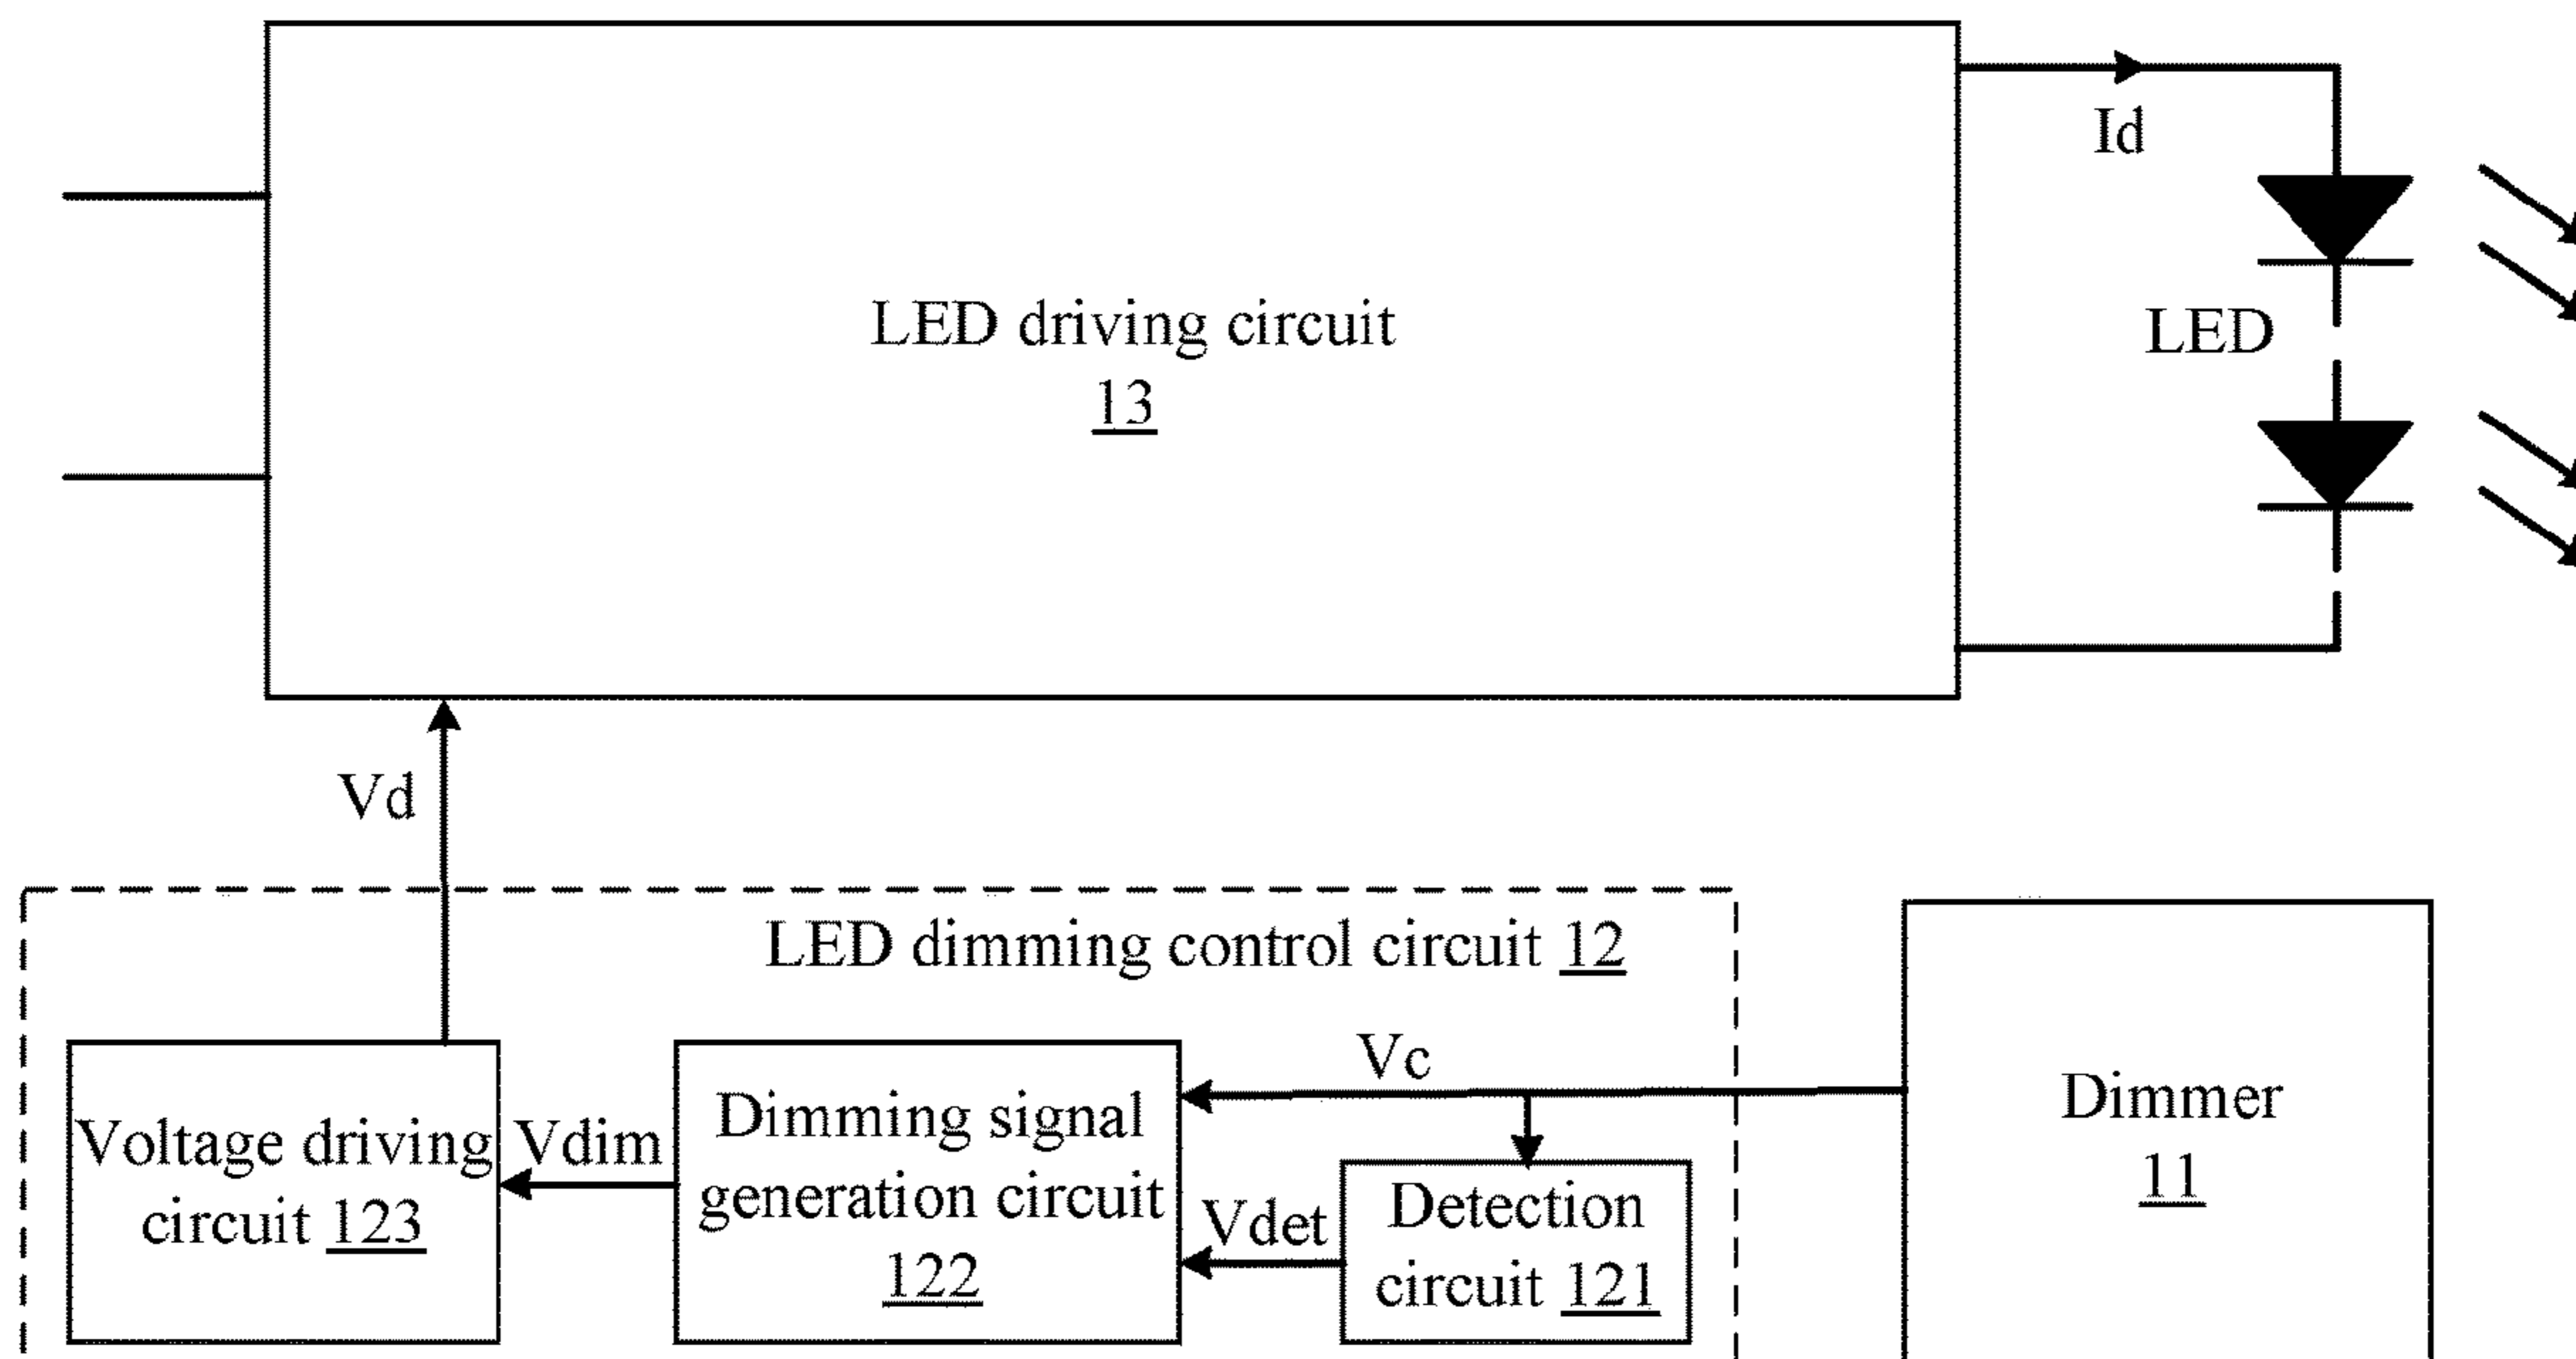 Id
LED driving circuit
13
LED
Vd
LED dimming control circuit 12
Vc
Dimmer
11
Voltage driving
circuit 123
Vdim
Dimming signal
generation circuit
122
Vdet
Detection
circuit 121